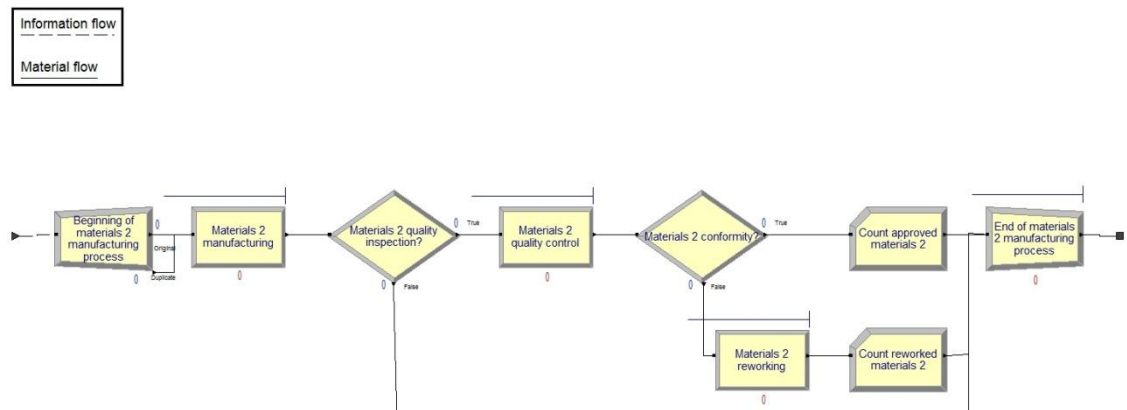 Information flow
Material flow
Beginning of
materials 2
manufacturing
process
0
Original
0
Duplicate
Materials 2
manufacturing
0
Materials 2 quality
inspection?
0
True
0
False
Materials 2
quality control
0
Materials 2 conformity?
0
True
0
False
Count approved
materials 2
End of materials
2 manufacturing
process
0
Materials 2
reworking
0
Count reworked
materials 2